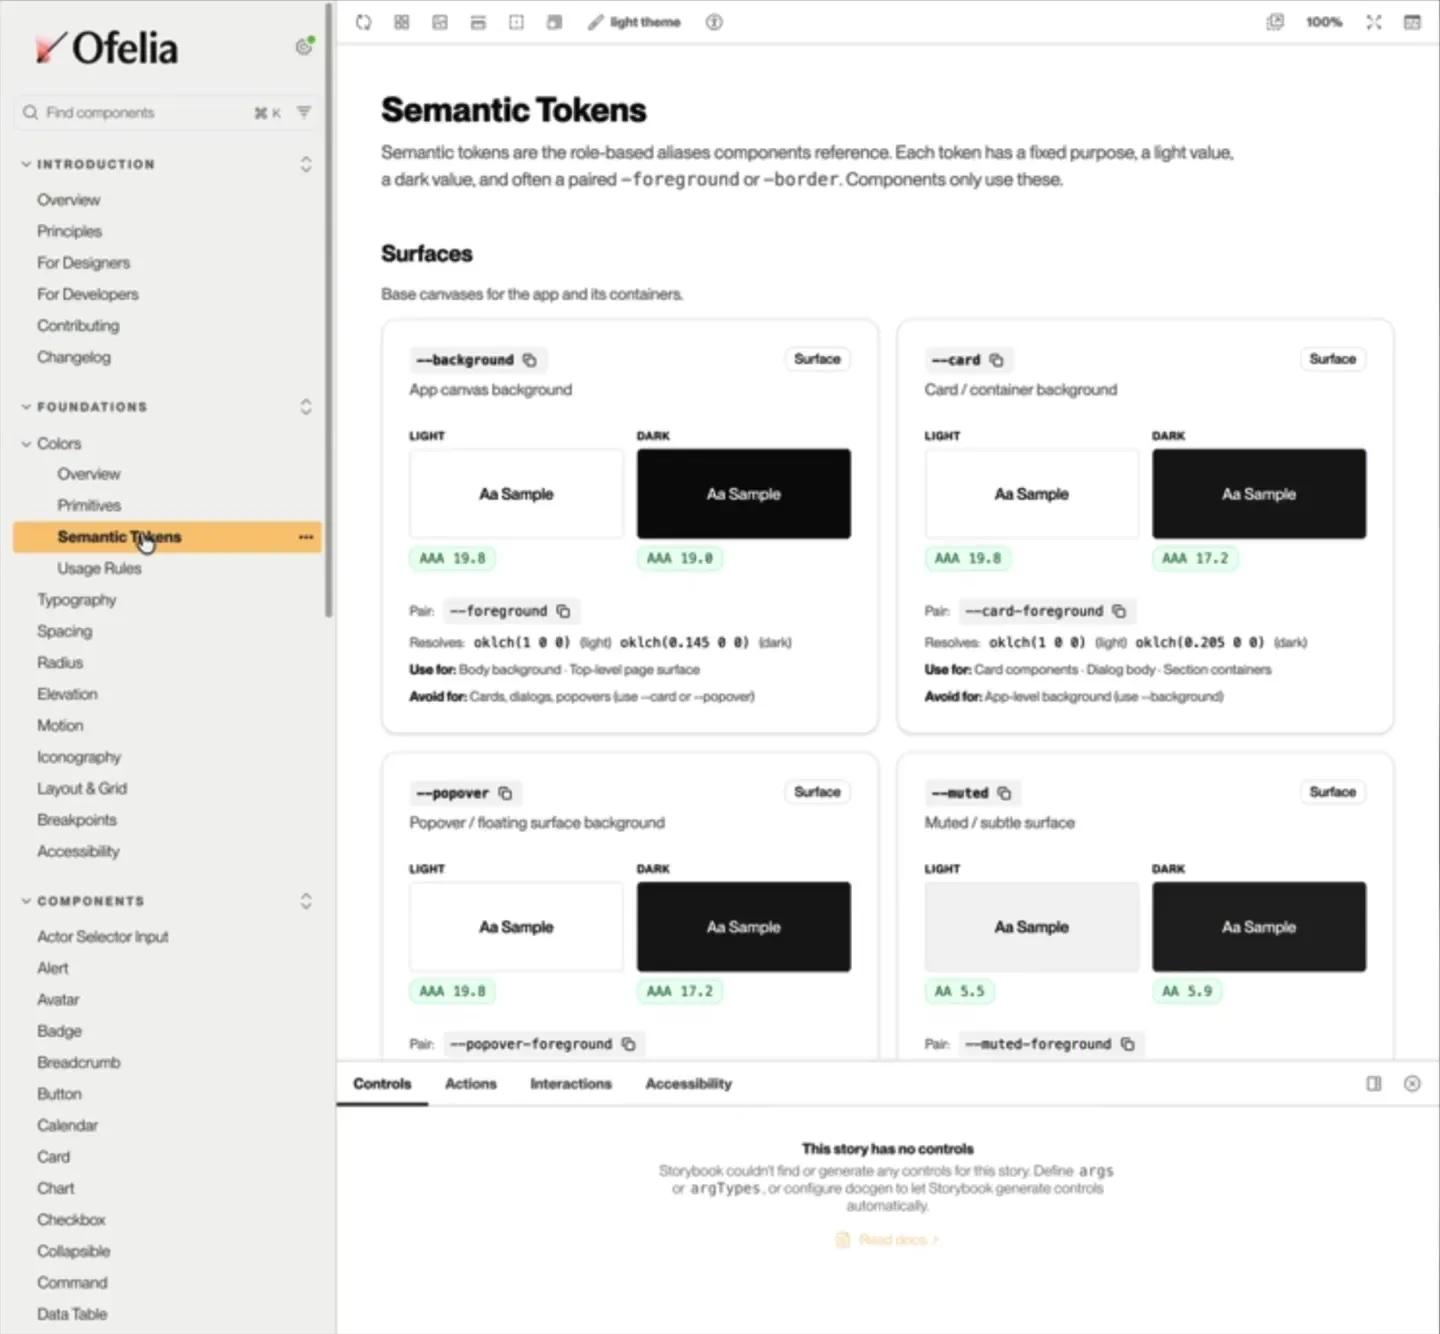 Ofelia
Find components ⌘ K
INTRODUCTION
Overview
Principles
For Designers
For Developers
Contributing
Changelog
FOUNDATIONS
Colors
Overview
Primitives
Semantic Tokens
Usage Rules
Typography
Spacing
Radius
Elevation
Motion
Iconography
Layout & Grid
Breakpoints
Accessibility
COMPONENTS
Actor Selector Input
Alert
Avatar
Badge
Breadcrumb
Button
Calendar
Card
Chart
Checkbox
Collapsible
Command
Data Table
light theme
100%
Semantic Tokens
Semantic tokens are the role-based aliases components reference. Each token has a fixed purpose, a light value,
a dark value, and often a paired -foreground or -border. Components only use these.
Surfaces
Base canvases for the app and its containers.
--background Surface
App canvas background
LIGHT DARK
Aa Sample Aa Sample
AAA 19.8 AAA 19.0
Pair: --foreground
Resolves: oklch(1 0 0) (light) oklch(0.145 0 0) (dark)
Use for: Body background · Top-level page surface
Avoid for: Cards, dialogs, popovers (use --card or --popover)
--card Surface
Card / container background
LIGHT DARK
Aa Sample Aa Sample
AAA 19.8 AAA 17.2
Pair: --card-foreground
Resolves: oklch(1 0 0) (light) oklch(0.205 0 0) (dark)
Use for: Card components · Dialog body · Section containers
Avoid for: App-level background (use --background)
--popover Surface
Popover / floating surface background
LIGHT DARK
Aa Sample Aa Sample
AAA 19.8 AAA 17.2
Pair: --popover-foreground
--muted Surface
Muted / subtle surface
LIGHT DARK
Aa Sample Aa Sample
AA 5.5 AA 5.9
Pair: --muted-foreground
Controls Actions Interactions Accessibility
This story has no controls
Storybook couldn't find or generate any controls for this story. Define args
or argTypes, or configure docgen to let Storybook generate controls
automatically.
Read docs